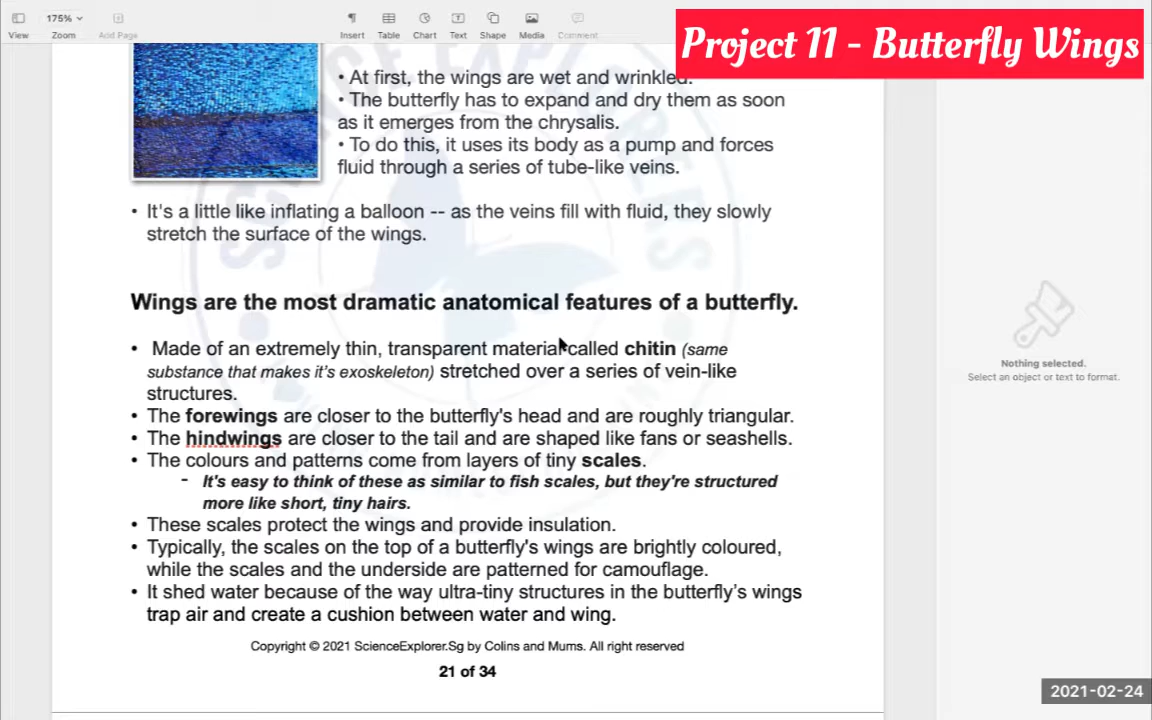 175%
View
Zoom
Add Page
Insert
Table
Chart
Text
Shape
Media
Comment
Project 11 - Butterfly Wings
• At first, the wings are wet and wrinkled.
• The butterfly has to expand and dry them as soon
as it emerges from the chrysalis.
• To do this, it uses its body as a pump and forces
fluid through a series of tube-like veins.
• It's a little like inflating a balloon -- as the veins fill with fluid, they slowly
stretch the surface of the wings.
Wings are the most dramatic anatomical features of a butterfly.
• Made of an extremely thin, transparent material called chitin (same
substance that makes it's exoskeleton) stretched over a series of vein-like
structures.
• The forewings are closer to the butterfly's head and are roughly triangular.
• The hindwings are closer to the tail and are shaped like fans or seashells.
• The colours and patterns come from layers of tiny scales.
- It's easy to think of these as similar to fish scales, but they're structured
more like short, tiny hairs.
• These scales protect the wings and provide insulation.
• Typically, the scales on the top of a butterfly's wings are brightly coloured,
while the scales and the underside are patterned for camouflage.
• It shed water because of the way ultra-tiny structures in the butterfly's wings
trap air and create a cushion between water and wing.
Copyright © 2021 ScienceExplorer.Sg by Colins and Mums. All right reserved
21 of 34
Nothing selected.
Select an object or text to format.
2021-02-24